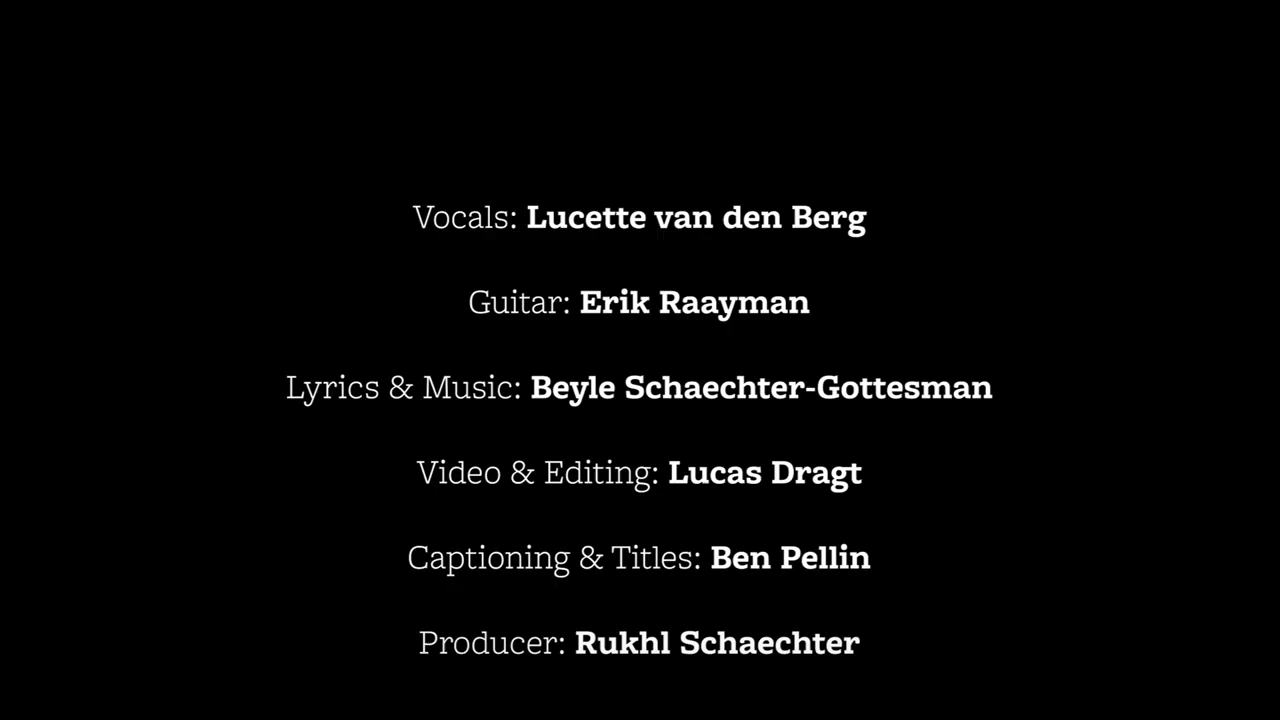 Vocals: Lucette van den Berg
Guitar: Erik Raayman
Lyrics & Music: Beyle Schaechter-Gottesman
Video & Editing: Lucas Dragt
Captioning & Titles: Ben Pellin
Producer: Rukhl Schaechter